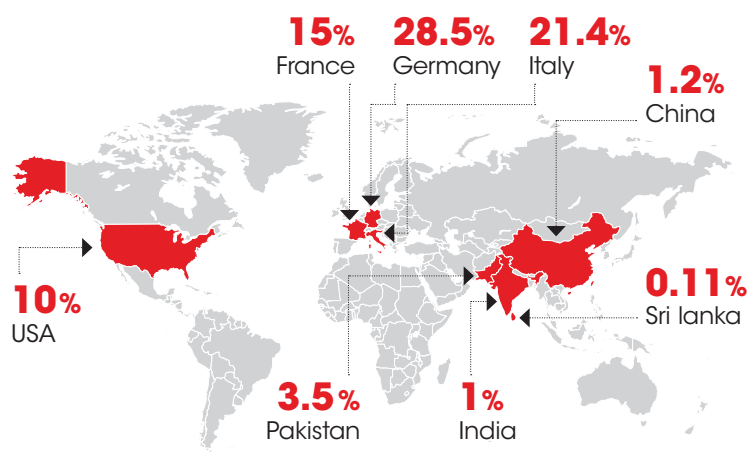 15%
France
28.5%
Germany
21.4%
Italy
1.2%
China
10%
USA
0.11%
Sri lanka
3.5%
Pakistan
1%
India